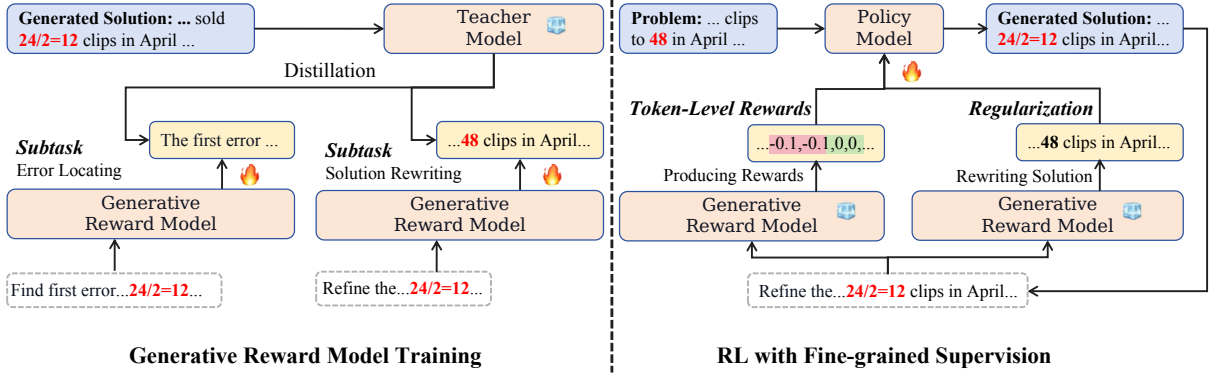 Generated Solution: ... sold
24/2=12 clips in April ...
Teacher
Model
Distillation
Subtask
Error Locating
The first error ...
Subtask
Solution Rewriting
...48 clips in April...
Generative
Reward Model
Generative
Reward Model
Find first error...24/2=12...
Refine the...24/2=12...
Generative Reward Model Training
Problem: ... clips
to 48 in April ...
Policy
Model
Generated Solution: ...
24/2=12 clips in April...
Token-Level Rewards
Regularization
...-0.1,-0.1,0,0,...
...48 clips in April...
Producing Rewards
Rewriting Solution
Generative
Reward Model
Generative
Reward Model
Refine the...24/2=12 clips in April...
RL with Fine-grained Supervision